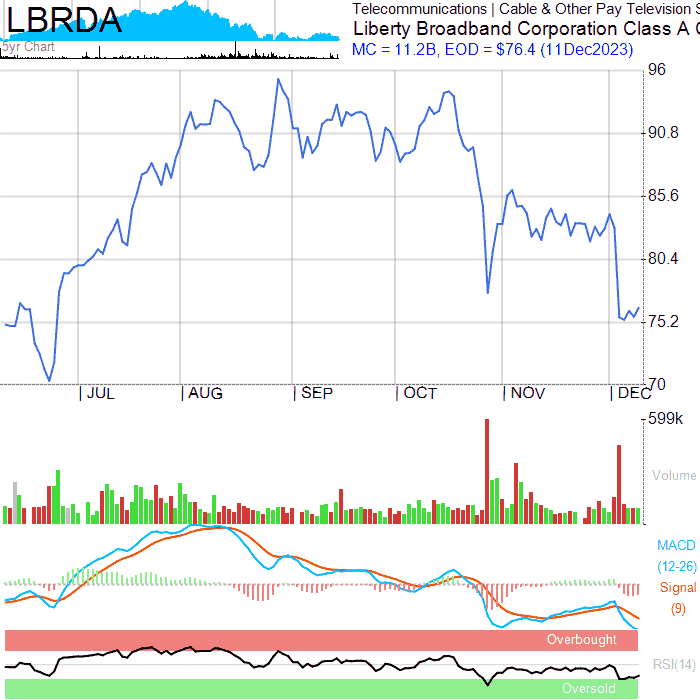 LBRDA
5yr Chart
Telecommunications | Cable & Other Pay Television S
Liberty Broadband Corporation Class A C
MC = 11.2B, EOD = $76.4 (11Dec2023)
96
90.8
85.6
80.4
75.2
70
JUL AUG SEP OCT NOV DEC
599k
Volume
MACD
(12-26)
Signal
(9)
Overbought
RSI(14)
Oversold